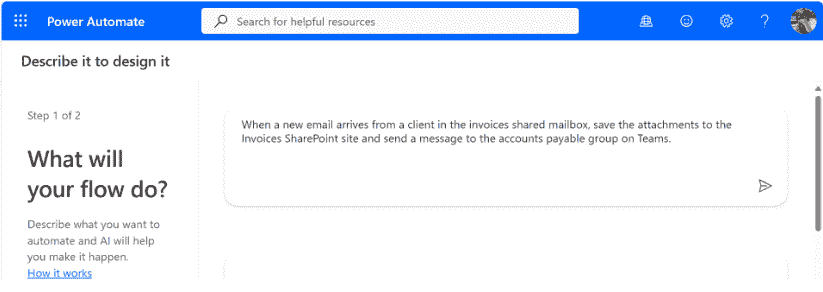 Power Automate
Search for helpful resources
Describe it to design it
Step 1 of 2
What will
your flow do?
Describe what you want to
automate and AI will help
you make it happen.
How it works
When a new email arrives from a client in the invoices shared mailbox, save the attachments to the
Invoices SharePoint site and send a message to the accounts payable group on Teams.